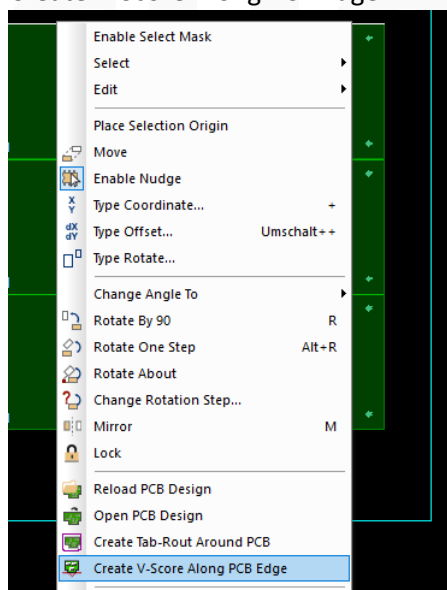 Enable Select Mask
Select
Edit
Place Selection Origin
Move
Enable Nudge
X Y Type Coordinate... +
dX dY Type Offset... Umschalt++
Type Rotate...
Change Angle To
Rotate By 90 R
Rotate One Step Alt+R
Rotate About
Change Rotation Step...
Mirror M
Lock
Reload PCB Design
Open PCB Design
Create Tab-Rout Around PCB
Create V-Score Along PCB Edge